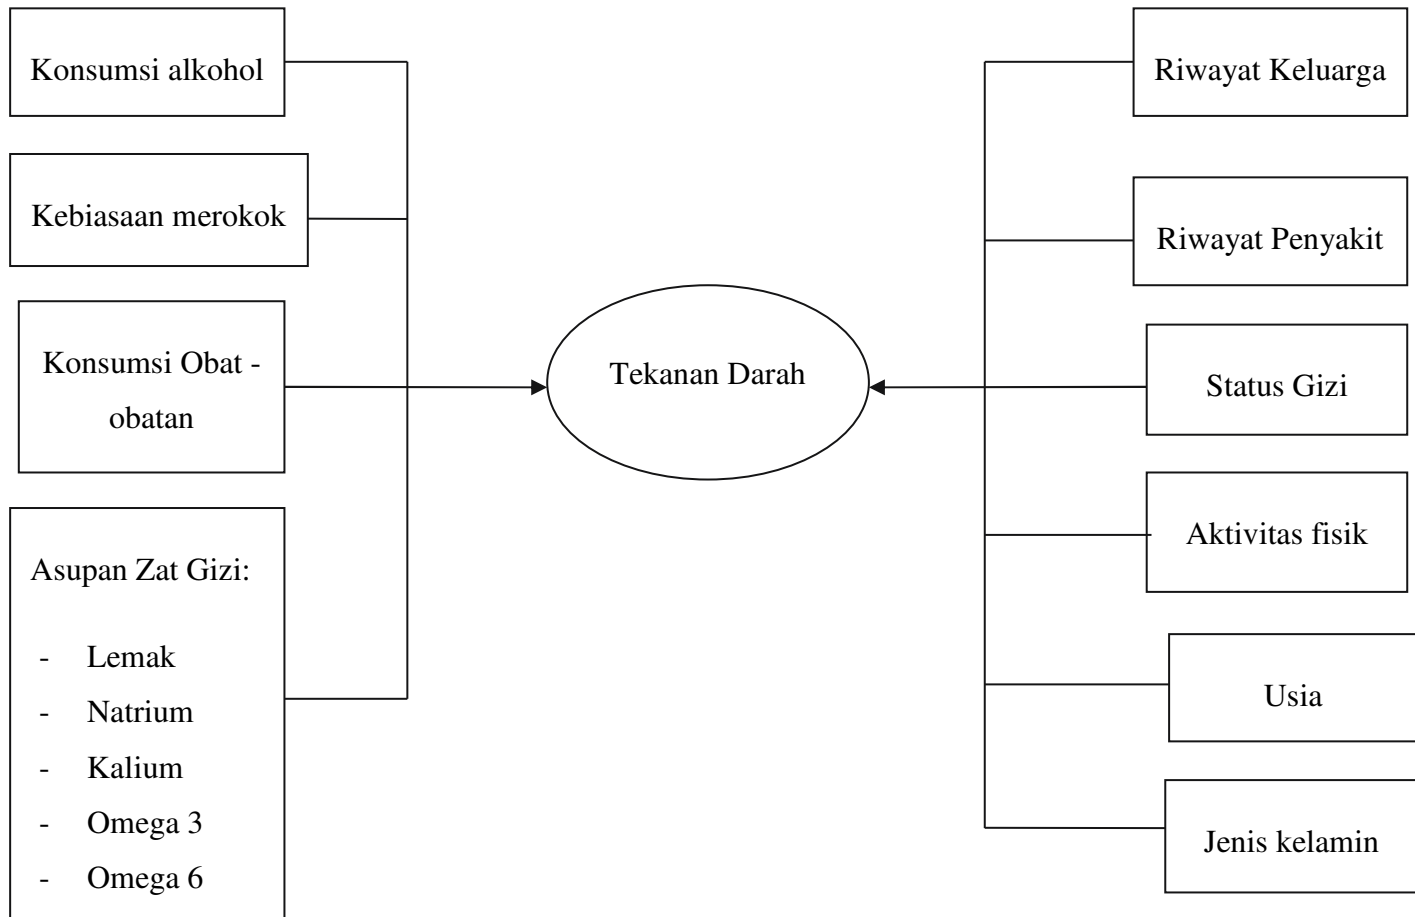 Konsumsi alkohol
Kebiasaan merokok
Konsumsi Obat -
obatan
Asupan Zat Gizi:
- Lemak
- Natrium
- Kalium
- Omega 3
- Omega 6
Tekanan Darah
Riwayat Keluarga
Riwayat Penyakit
Status Gizi
Aktivitas fisik
Usia
Jenis kelamin